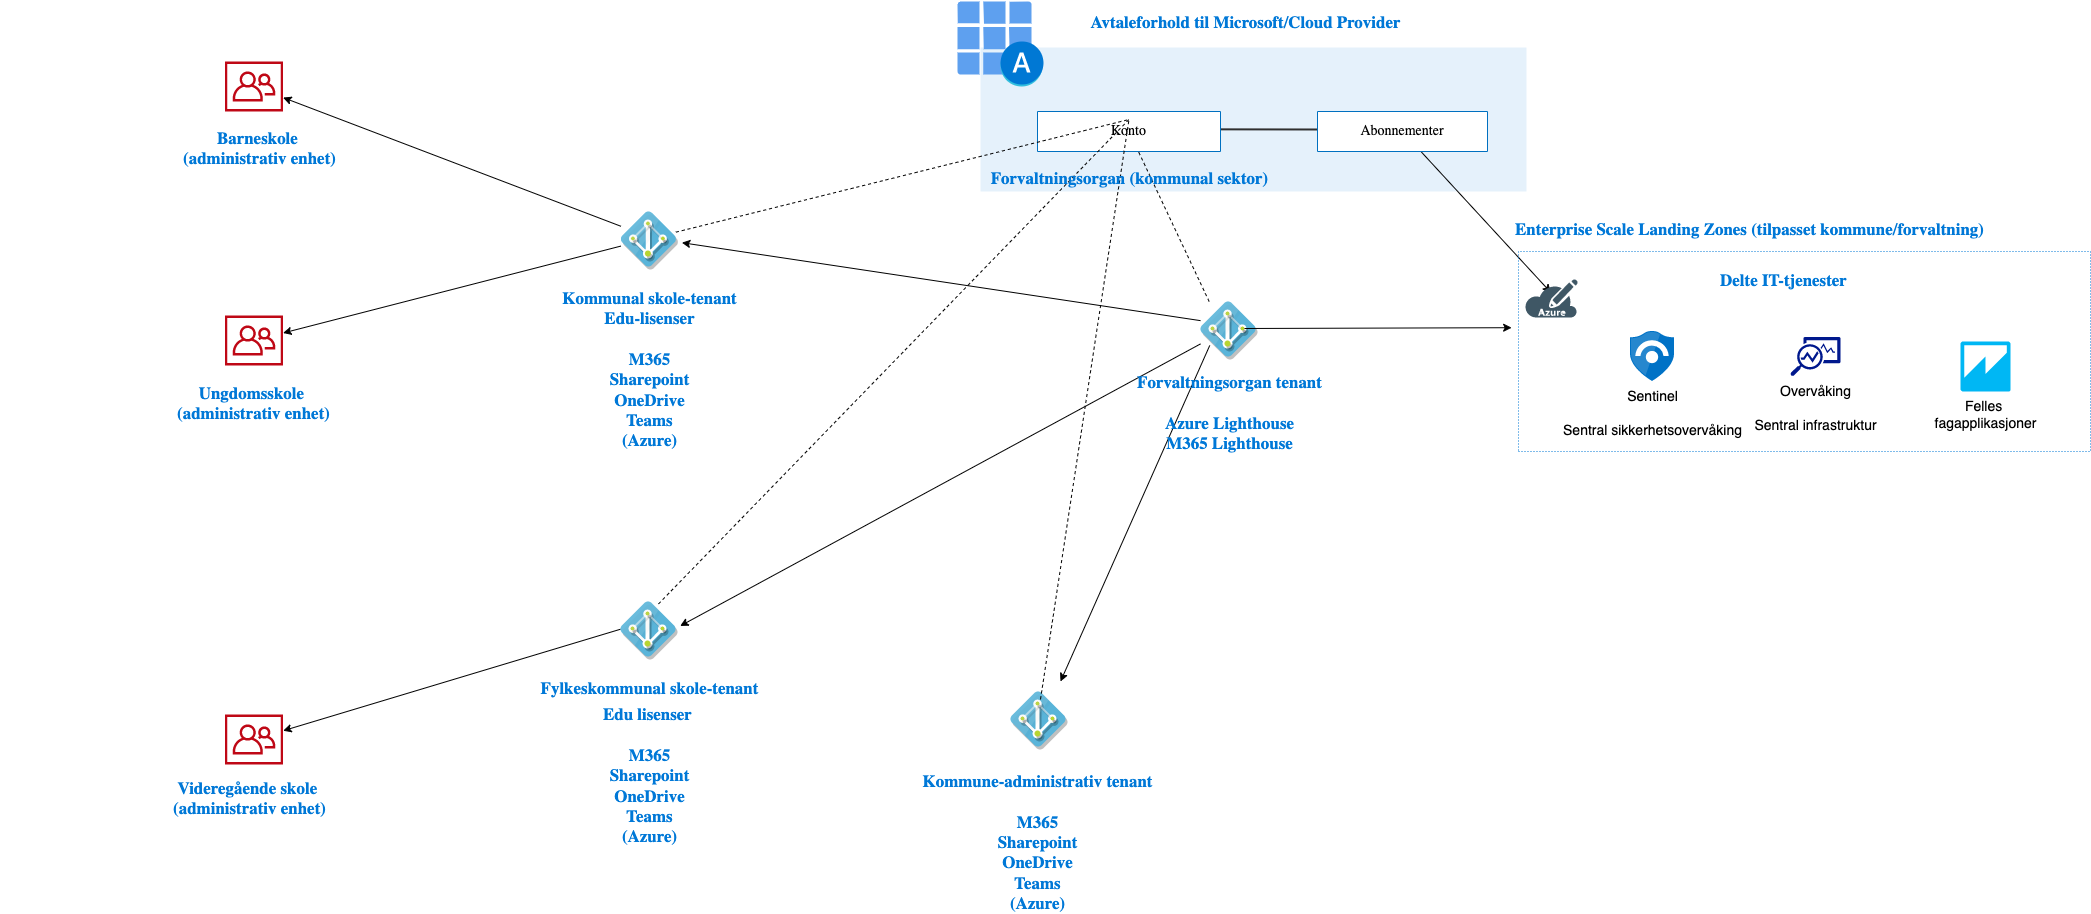 Avtaleforhold til Microsoft/Cloud Provider
A
Konto
Abonnementer
Forvaltningsorgan (kommunal sektor)
Barneskole
(administrativ enhet)
Enterprise Scale Landing Zones (tilpasset kommune/forvaltning)
Delte IT-tjenester
Azure
Sentinel
Sentral sikkerhetsovervåking
Overvåking
Sentral infrastruktur
Felles
fagapplikasjoner
Kommunal skole-tenant
Edu-lisenser
M365
Sharepoint
OneDrive
Teams
(Azure)
Ungdomsskole
(administrativ enhet)
Forvaltningsorgan tenant
Azure Lighthouse
M365 Lighthouse
Fylkeskommunal skole-tenant
Edu lisenser
M365
Sharepoint
OneDrive
Teams
(Azure)
Videregående skole
(administrativ enhet)
Kommune-administrativ tenant
M365
Sharepoint
OneDrive
Teams
(Azure)